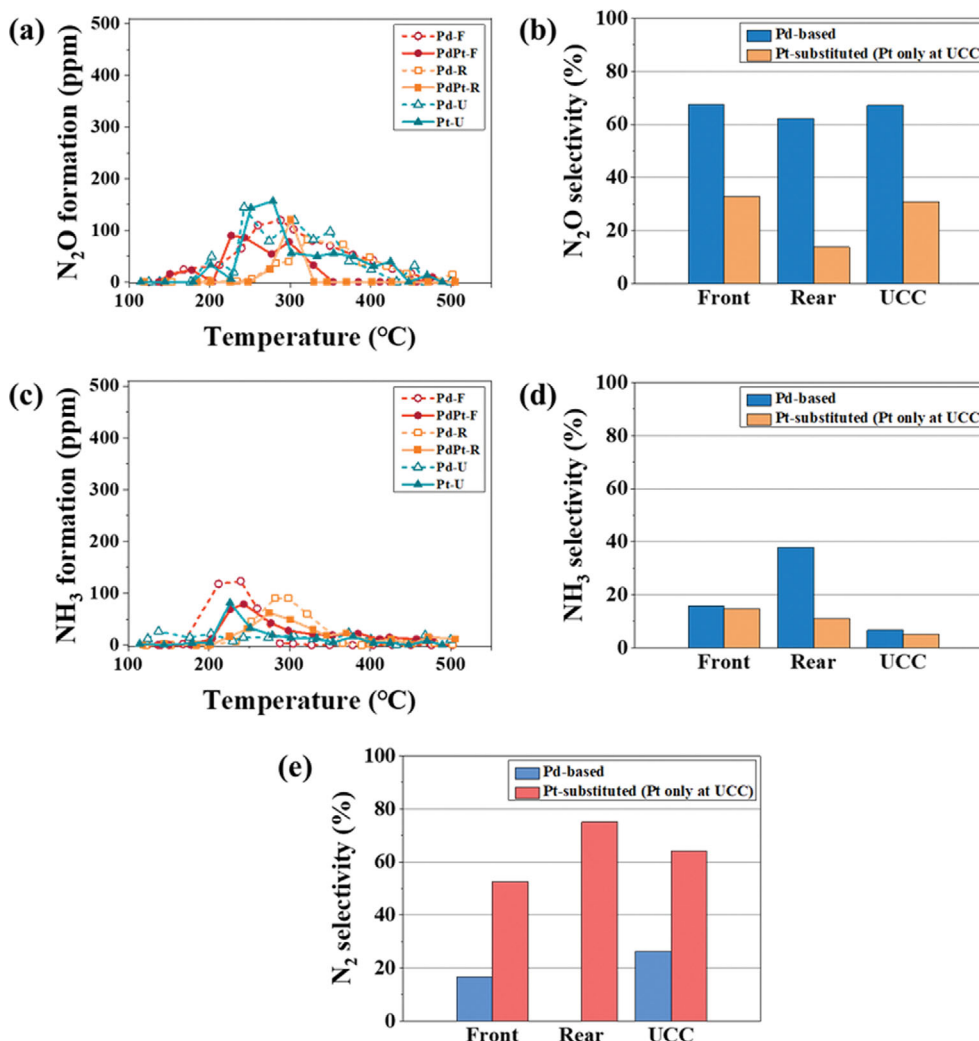 (a)
N₂O formation (ppm)
500
400
300
200
100
0
Pd-F
PdPt-F
Pd-R
PdPt-R
Pd-U
Pt-U
100 200 300 400 500
Temperature (°C)
(b)
N₂O selectivity (%)
100
80
60
40
20
0
Pd-based
Pt-substituted (Pt only at UCC
Front Rear UCC
(c)
NH₃ formation (ppm)
500
400
300
200
100
0
Pd-F
PdPt-F
Pd-R
PdPt-R
Pd-U
Pt-U
100 200 300 400 500
Temperature (°C)
(d)
NH₃ selectivity (%)
100
80
60
40
20
0
Pd-based
Pt-substituted (Pt only at UCC
Front Rear UCC
(e)
N₂ selectivity (%)
100
80
60
40
20
0
Pd-based
Pt-substituted (Pt only at UCC)
Front Rear UCC